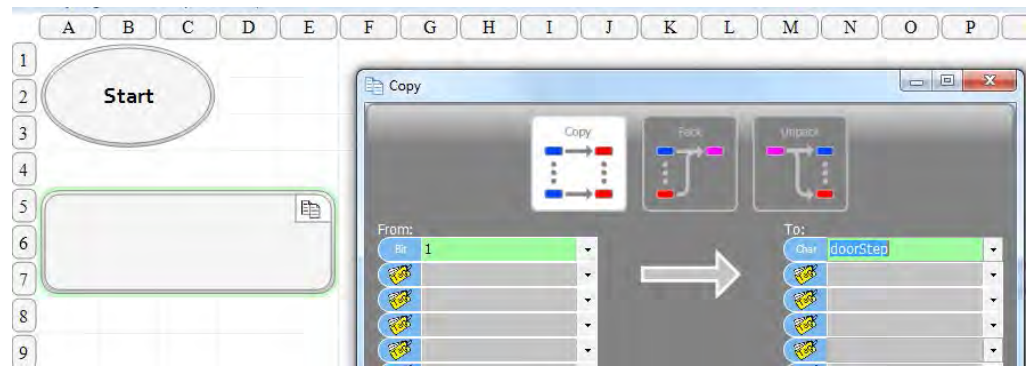 A B C D E F G H I J K L M N O P
1
2
3
4
5
6
7
8
9
Start
Copy
Copy Pack Unpack
From: To:
Bit 1 Char doorStep